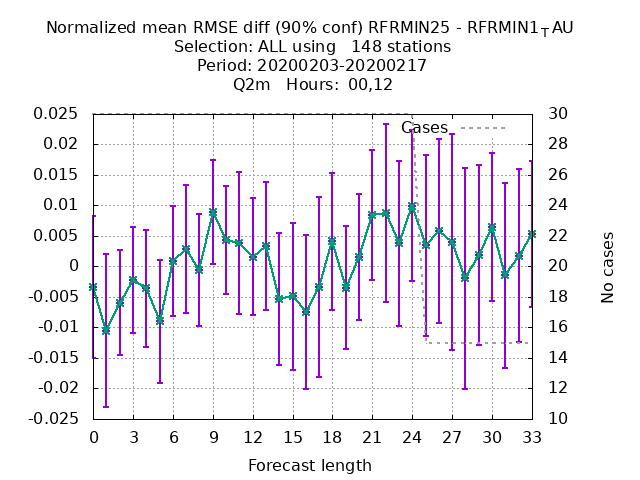 Normalized mean RMSE diff (90% conf) RFRMIN25 - RFRMIN1_TAU
Selection: ALL using   148 stations
Period: 20200203-20200217
Q2m   Hours:  00,12
0.025 30
Cases
0.02 28
0.015 26
0.01 24
0.005 22
0 20
-0.005 18
-0.01 16
-0.015 14
-0.02 12
-0.025 10
No cases
0 3 6 9 12 15 18 21 24 27 30 33
Forecast length